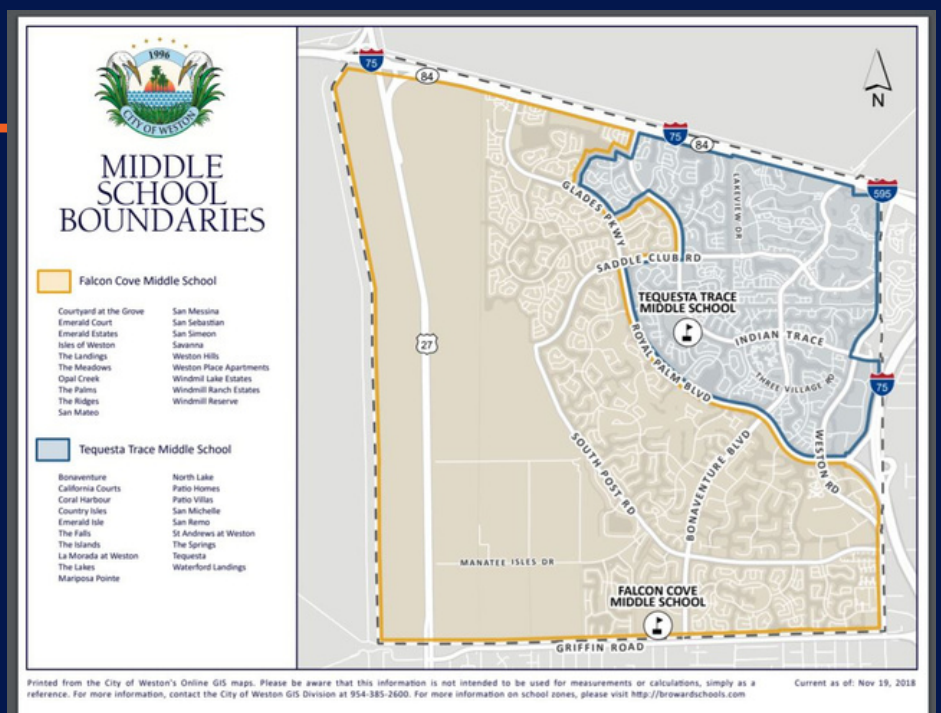 1996
CITY OF WESTON
MIDDLE
SCHOOL
BOUNDARIES
Falcon Cove Middle School
Courtyard at the Grove
Emerald Court
Emerald Estates
Isles of Weston
The Landings
The Meadows
Opal Creek
The Palms
The Ridges
San Mateo
San Messina
San Sebastian
San Simeon
Savanna
Weston Hills
Weston Place Apartments
Windmil Lake Estates
Windmill Ranch Estates
Windmill Reserve
Tequesta Trace Middle School
Bonaventure
California Courts
Coral Harbour
Country Isles
Emerald Isle
The Falls
The Islands
La Morada at Weston
The Lakes
Mariposa Pointe
North Lake
Patio Homes
Patio Villas
San Michelle
San Remo
St Andrews at Weston
The Springs
Tequesta
Waterford Landings
75
84
N
75
84
595
LAKEVIEW DR
GLADES PKWY
SADDLE CLUB RD
TEQUESTA TRACE
MIDDLE SCHOOL
INDIAN TRACE
27
ROYAL PALM BLVD
THREE VILLAGE RD
75
WESTON RD
SOUTH POST RD
BONAVENTURE BLVD
MANATEE ISLES DR
FALCON COVE
MIDDLE SCHOOL
GRIFFIN ROAD
Printed from the City of Weston's Online GIS maps. Please be aware that this information is not intended to be used for measurements or calculations, simply as a
reference. For more information, contact the City of Weston GIS Division at 954-385-2600. For more information on school zones, please visit http://browardschools.com
Current as of: Nov 19, 2018